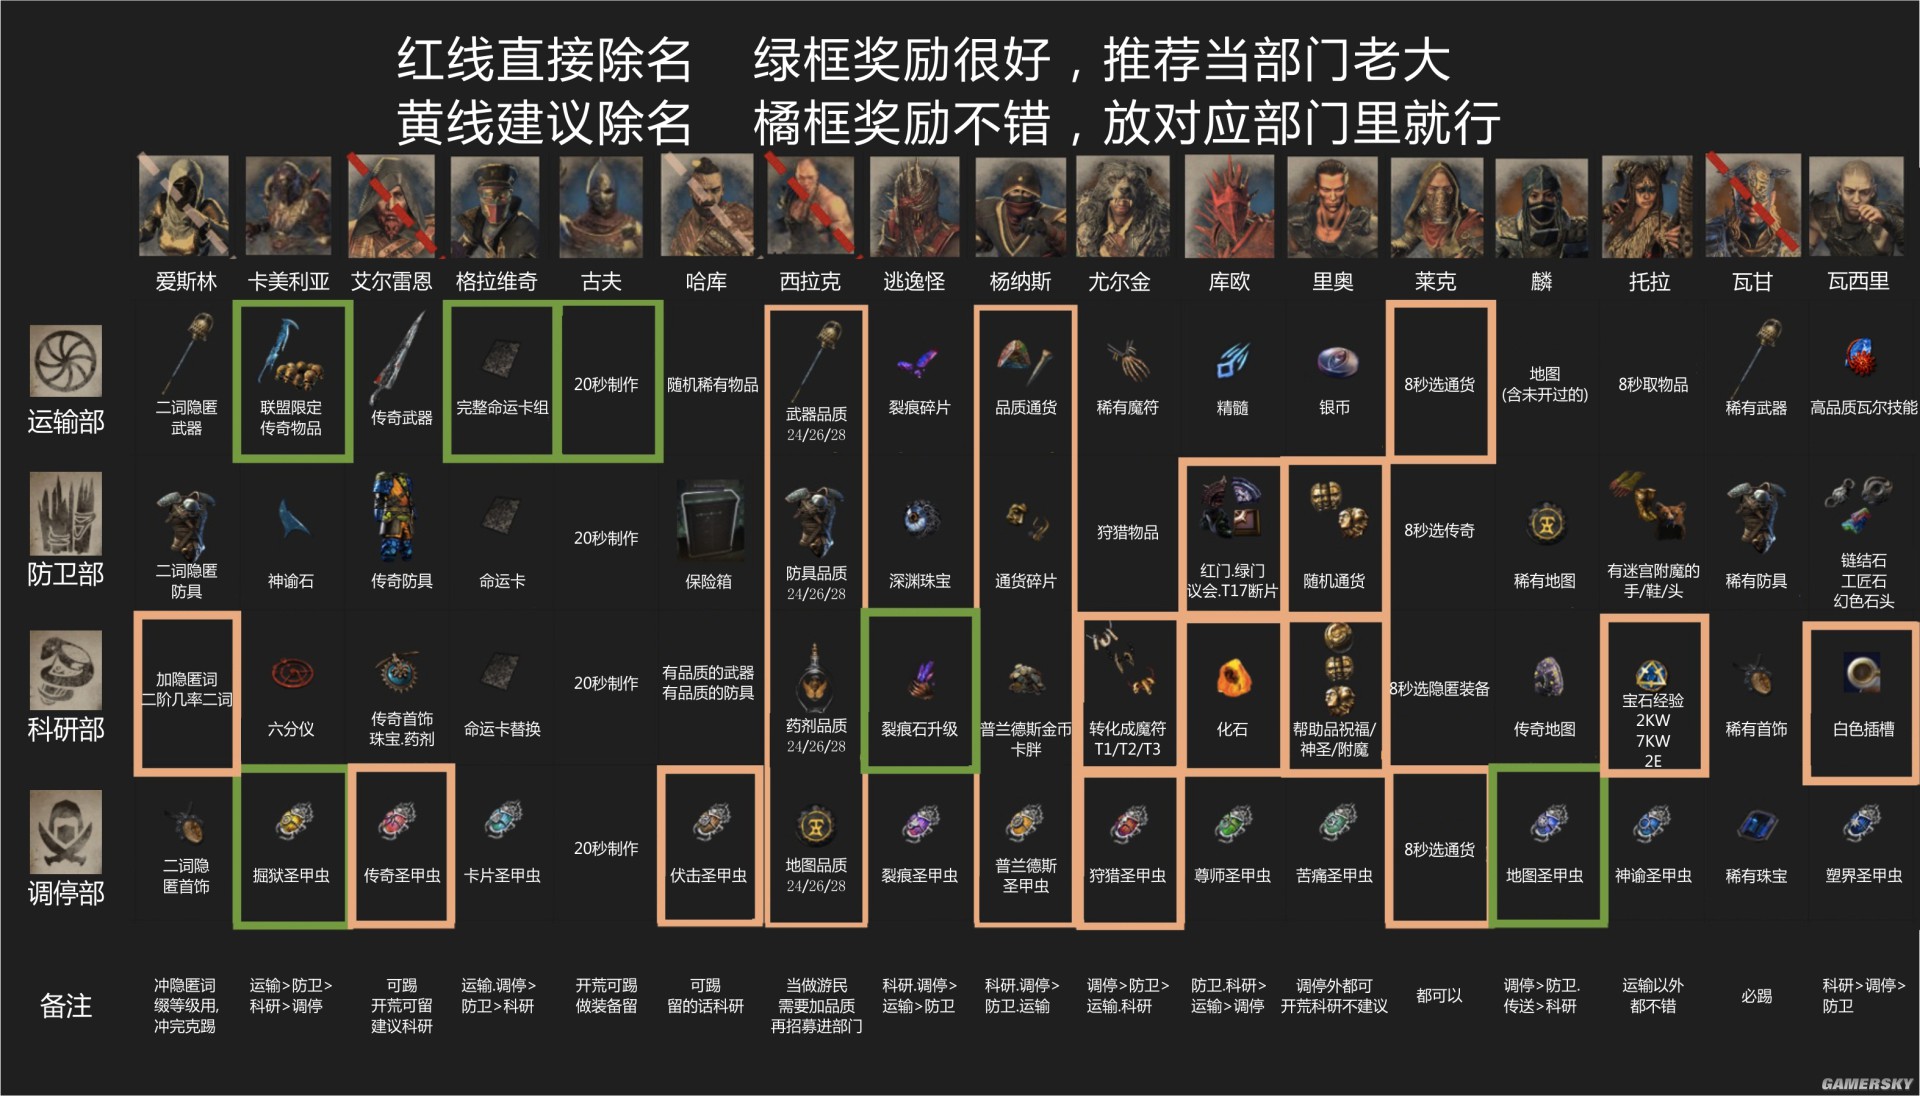 红线直接除名 绿框奖励很好，推荐当部门老大
黄线建议除名 橘框奖励不错，放对应部门里就行
爱斯林 卡美利亚 艾尔雷恩 格拉维奇 古夫 哈库 西拉克 逃逸怪 杨纳斯 尤尔金 库欧 里奥 莱克 麟 托拉 瓦甘 瓦西里
运输部
二词隐匿
武器
联盟限定
传奇物品
传奇武器
完整命运卡组
20秒制作
随机稀有物品
武器品质
24/26/28
裂痕碎片
品质通货
稀有魔符
精髓
银币
8秒选通货
地图
(含未开过的)
8秒取物品
稀有武器
高品质瓦尔技能
防卫部
二词隐匿
防具
神谕石
传奇防具
命运卡
20秒制作
保险箱
防具品质
24/26/28
深渊珠宝
通货碎片
狩猎物品
红门.绿门
议会.T17断片
随机通货
8秒选传奇
稀有地图
有迷宫附魔的
手/鞋/头
稀有防具
链结石
工匠石
幻色石头
科研部
加隐匿词
二阶几率二词
六分仪
传奇首饰
珠宝.药剂
命运卡替换
20秒制作
有品质的武器
有品质的防具
药剂品质
24/26/28
裂痕石升级
普兰德斯金币
卡胖
转化成魔符
T1/T2/T3
化石
帮助品祝福/
神圣/附魔
8秒选隐匿装备
传奇地图
宝石经验
2KW
7KW
2E
稀有首饰
白色插槽
调停部
二词隐
匿首饰
掘狱圣甲虫
传奇圣甲虫
卡片圣甲虫
20秒制作
伏击圣甲虫
地图品质
24/26/28
裂痕圣甲虫
普兰德斯
圣甲虫
狩猎圣甲虫
尊师圣甲虫
苦痛圣甲虫
8秒选通货
地图圣甲虫
神谕圣甲虫
稀有珠宝
塑界圣甲虫
备注
冲隐匿词
缀等级用,
冲完克踢
运输>防卫>
科研>调停
可踢
开荒可留
建议科研
运输.调停>
防卫>科研
开荒可踢
做装备留
可踢
留的话科研
当做游民
需要加品质
再招募进部门
科研.调停>
运输>防卫
科研.调停>
防卫.运输
调停>防卫>
运输.科研
防卫.科研>
运输>调停
调停外都可
开荒科研不建议
都可以
调停>防卫.
传送>科研
运输以外
都不错
必踢
科研>调停>
防卫
GAMERSKY